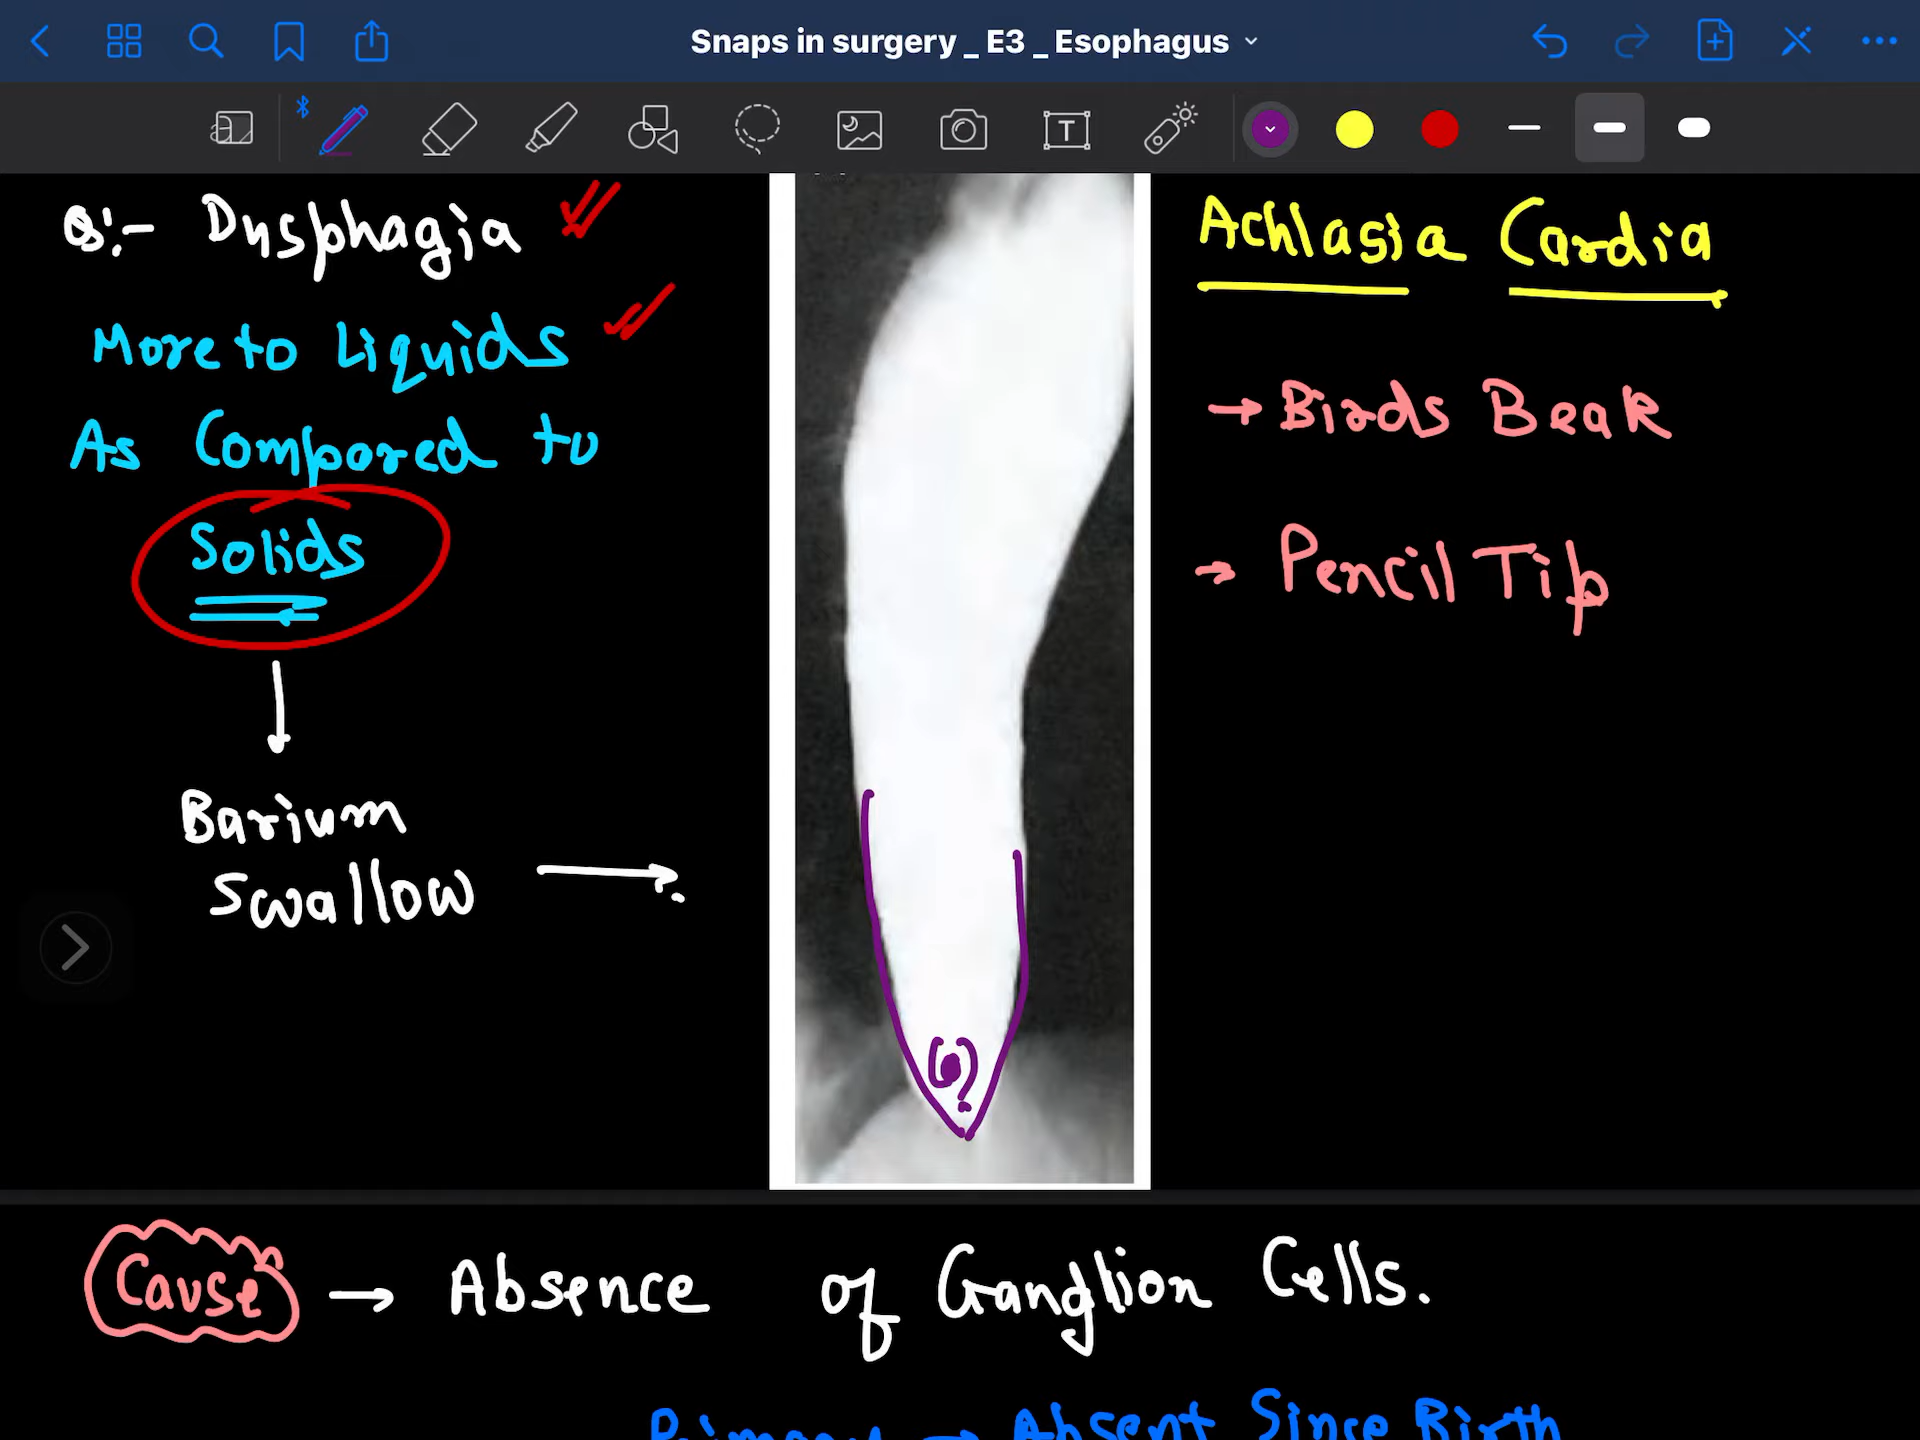 Snaps in surgery _ E3 _ Esophagus
T
Q:- Dysphagia
More to Liquids
As Compared to
Solids
Barium
Swallow
Achlasia Cardia
→ Birds Beak
→ Pencil Tip
Cause → Absence of Ganglion Cells.
Primary → Absent Since Birth